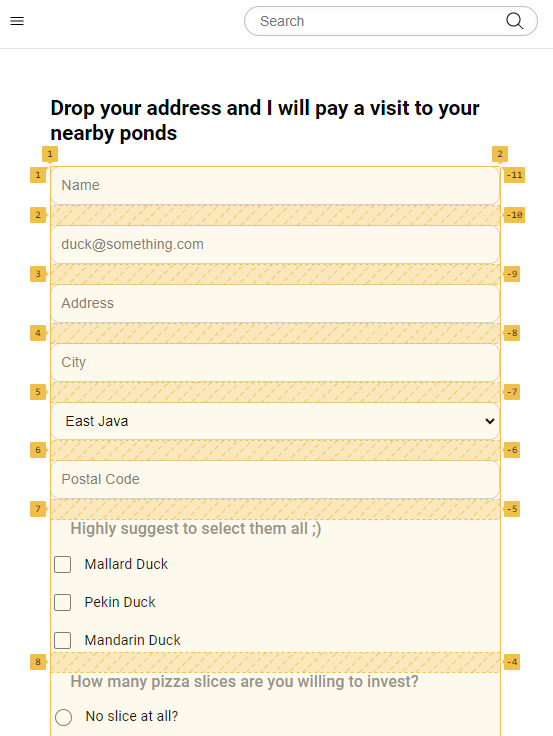 Search
Drop your address and I will pay a visit to your
nearby ponds
1 2
1 Name -11
2 -10
duck@something.com
3 -9
Address
4 -8
City
5 -7
East Java
6 -6
Postal Code
7 -5
Highly suggest to select them all ;)
Mallard Duck
Pekin Duck
Mandarin Duck
8 -4
How many pizza slices are you willing to invest?
No slice at all?